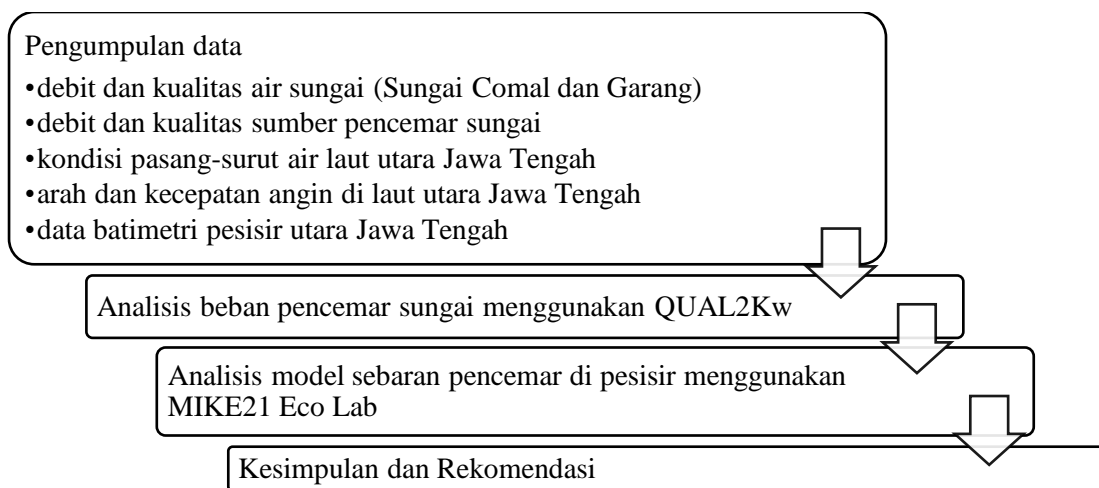 Pengumpulan data
•debit dan kualitas air sungai (Sungai Comal dan Garang)
•debit dan kualitas sumber pencemar sungai
•kondisi pasang-surut air laut utara Jawa Tengah
•arah dan kecepatan angin di laut utara Jawa Tengah
•data batimetri pesisir utara Jawa Tengah
Analisis beban pencemar sungai menggunakan QUAL2Kw
Analisis model sebaran pencemar di pesisir menggunakan
MIKE21 Eco Lab
Kesimpulan dan Rekomendasi